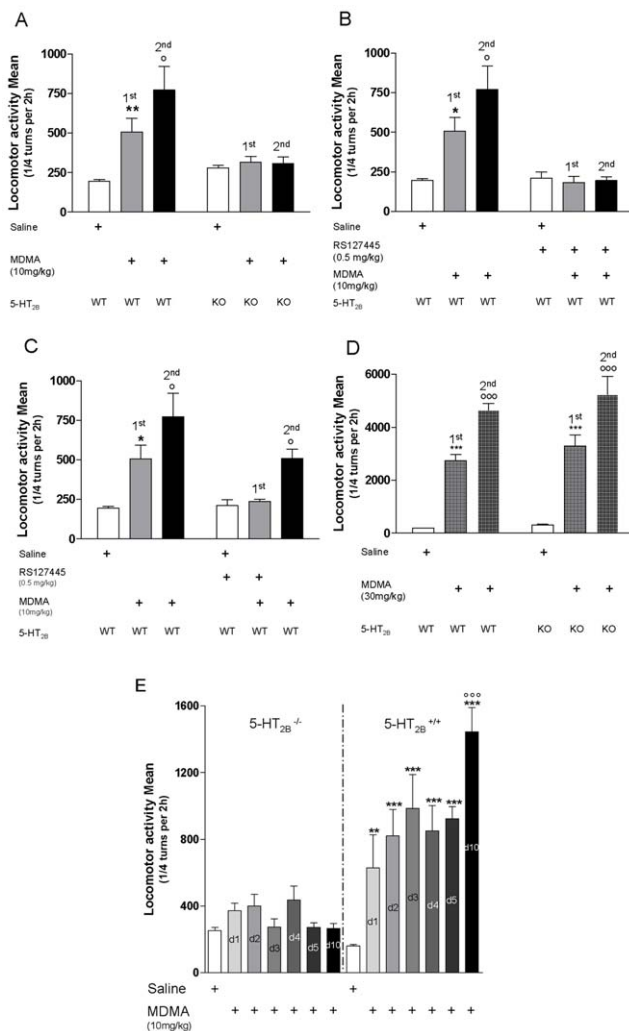 A
Locomotor activity Mean
(1/4 turns per 2h)
1000
750
500
250
0
1st
**
2nd
°
1st
2nd
Saline + +
MDMA + + + +
(10mg/kg)
5-HT2B WT WT WT KO KO KO
B
Locomotor activity Mean
(1/4 turns per 2h)
1000
750
500
250
0
1st
*
2nd
°
1st
2nd
Saline + +
RS127445 + + +
(0.5 mg/kg)
MDMA + + + +
(10mg/kg)
5-HT2B WT WT WT WT WT WT
C
Locomotor activity Mean
(1/4 turns per 2h)
1000
750
500
250
0
1st
*
2nd
°
1st
2nd
°
Saline + +
RS127445 + +
(0.5 mg/kg)
MDMA + + + +
(10mg/kg)
5-HT2B WT WT WT WT WT WT
D
Locomotor activity Mean
(1/4 turns per 2h)
6000
4000
2000
0
1st
***
2nd
°°°
1st
***
2nd
°°°
Saline + +
MDMA + + + +
(30mg/kg)
5-HT2B WT WT WT KO KO KO
E
Locomotor activity Mean
(1/4 turns per 2h)
1600
1200
800
400
0
5-HT2B -/-
5-HT2B +/+
d1 d2 d3 d4 d5 d10
** *** *** *** *** °°° ***
d1 d2 d3 d4 d5 d10
Saline + +
MDMA + + + + + + + + + + + +
(10mg/kg)